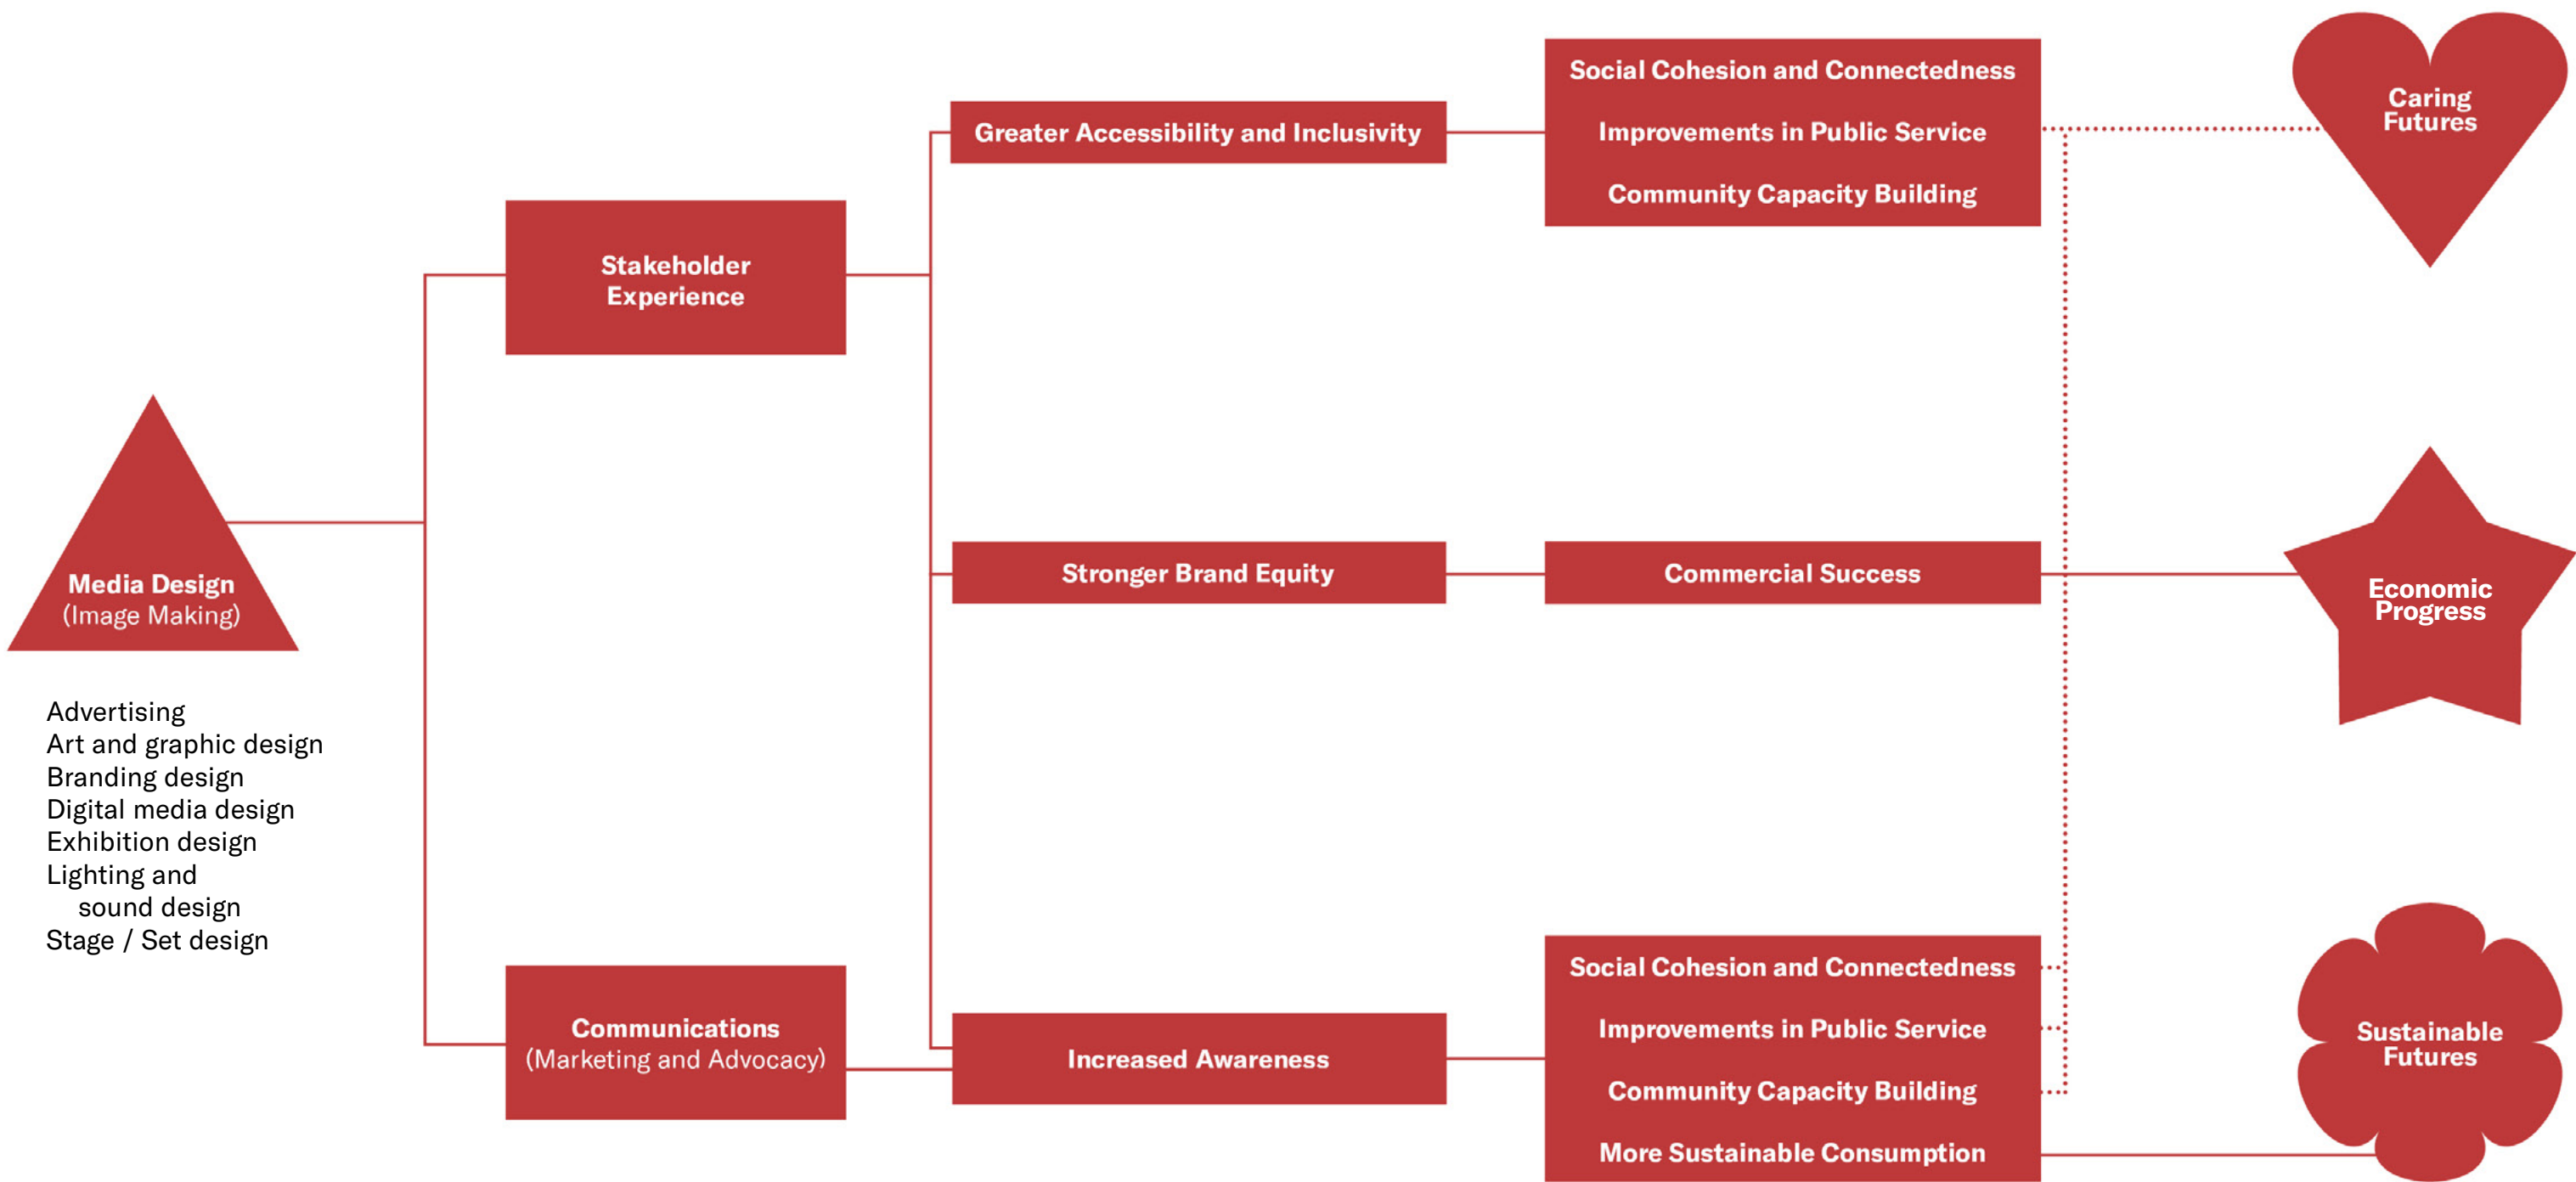 Media Design
(Image Making)
Advertising
Art and graphic design
Branding design
Digital media design
Exhibition design
Lighting and
sound design
Stage / Set design
Stakeholder
Experience
Communications
(Marketing and Advocacy)
Greater Accessibility and Inclusivity
Stronger Brand Equity
Increased Awareness
Social Cohesion and Connectedness
Improvements in Public Service
Community Capacity Building
Commercial Success
Social Cohesion and Connectedness
Improvements in Public Service
Community Capacity Building
More Sustainable Consumption
Caring
Futures
Economic
Progress
Sustainable
Futures